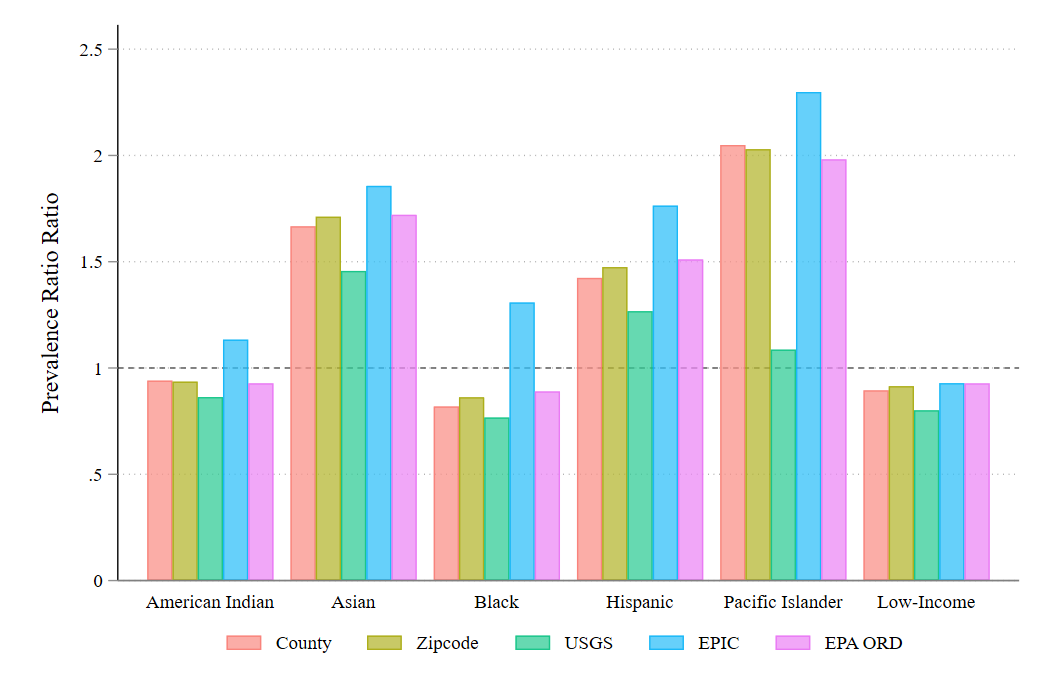 Prevalence Ratio Ratio
2.5
2
1.5
1
.5
0
American Indian Asian Black Hispanic Pacific Islander Low-Income
County Zipcode USGS EPIC EPA ORD